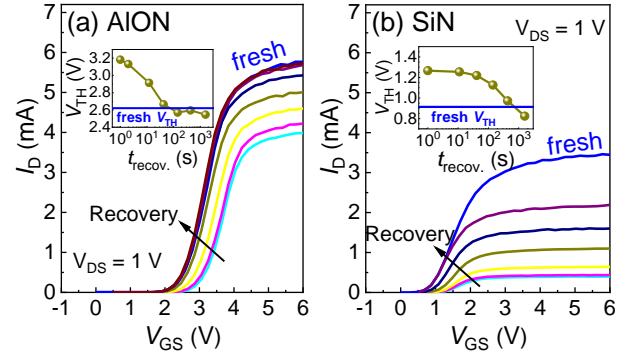 (a) AlON
fresh
V_TH (V)
3.2
3.0
2.8
2.6
2.4
fresh V_TH
10^0 10^1 10^2 10^3
t_recov. (s)
Recovery
V_DS = 1 V
I_D (mA)
7
6
5
4
3
2
1
0
-1 0 1 2 3 4 5 6
V_GS (V)
(b) SiN
V_DS = 1 V
fresh
V_TH (V)
1.4
1.2
1.0
0.8
fresh V_TH
10^0 10^1 10^2 10^3
t_recov. (s)
Recovery
I_D (mA)
7
6
5
4
3
2
1
0
-1 0 1 2 3 4 5 6
V_GS (V)